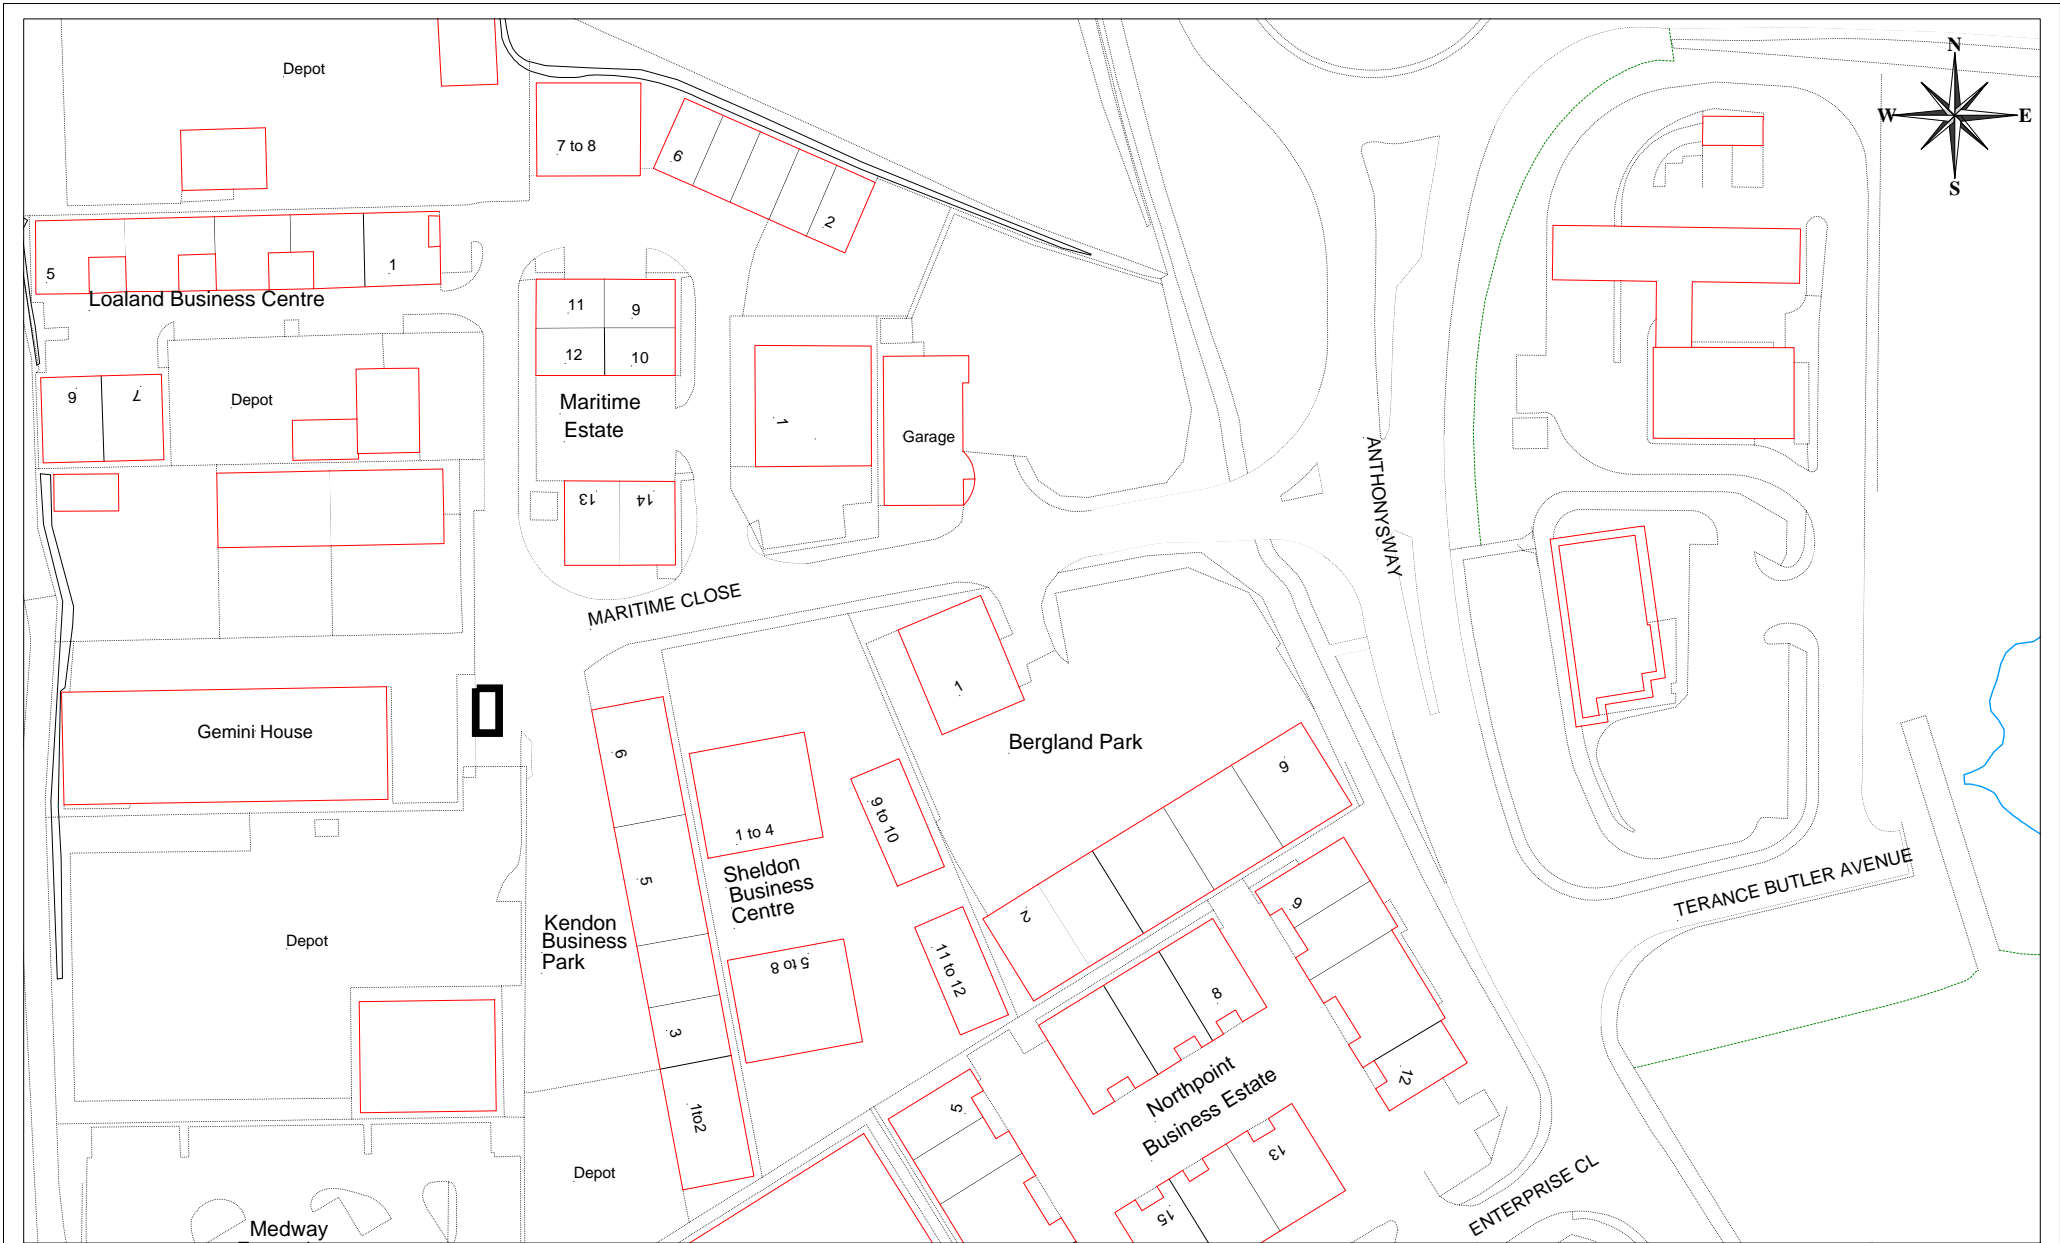 N
W E
S
Depot
7 to 8
6
2
5
1
Loaland Business Centre
11
9
12
10
Maritime
Estate
6
7
Depot
1
Garage
13
14
ANTHONYSWAY
MARITIME CLOSE
1
Gemini House
Bergland Park
6
6
1 to 4
9 to 10
5
Sheldon
Business
Centre
TERANCE BUTLER AVENUE
2
9
Kendon
Business
Park
Depot
11 to 12
5 to 8
8
3
Northpoint
Business Estate
12
1to2
5
13
Depot
15
ENTERPRISE CL
Medway